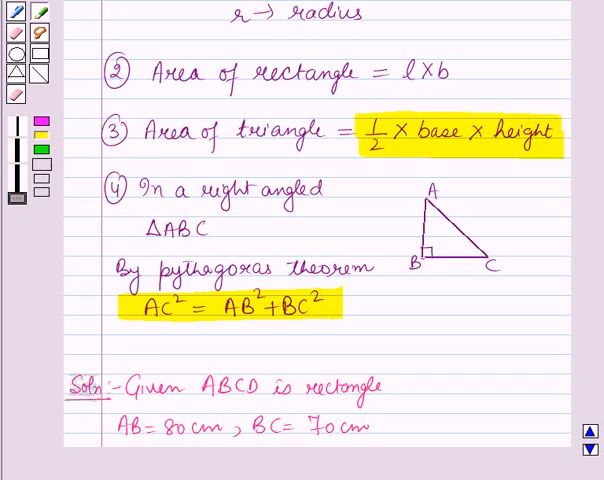 r → radius
② Area of rectangle = l×b
③ Area of triangle = 1/2 × base × height
④ In a right angled
△ABC
By pythagoras theorem
AC² = AB² + BC²
A
B
C
Soln:- Given ABCD is rectangle
AB = 80 cm, BC = 70 cm